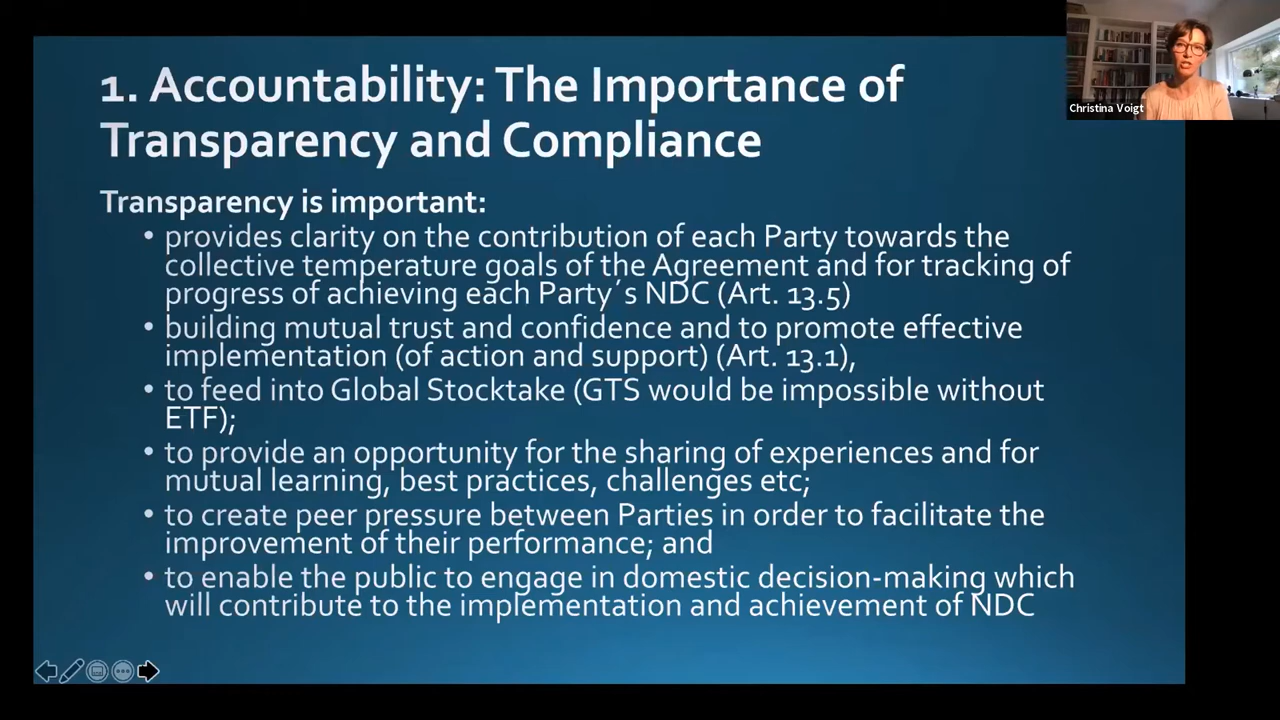 1. Accountability: The Importance of
Transparency and Compliance
Christina Voigt
Transparency is important:
• provides clarity on the contribution of each Party towards the
collective temperature goals of the Agreement and for tracking of
progress of achieving each Party´s NDC (Art. 13.5)
• building mutual trust and confidence and to promote effective
implementation (of action and support) (Art. 13.1),
• to feed into Global Stocktake (GTS would be impossible without
ETF);
• to provide an opportunity for the sharing of experiences and for
mutual learning, best practices, challenges etc;
• to create peer pressure between Parties in order to facilitate the
improvement of their performance; and
• to enable the public to engage in domestic decision-making which
will contribute to the implementation and achievement of NDC